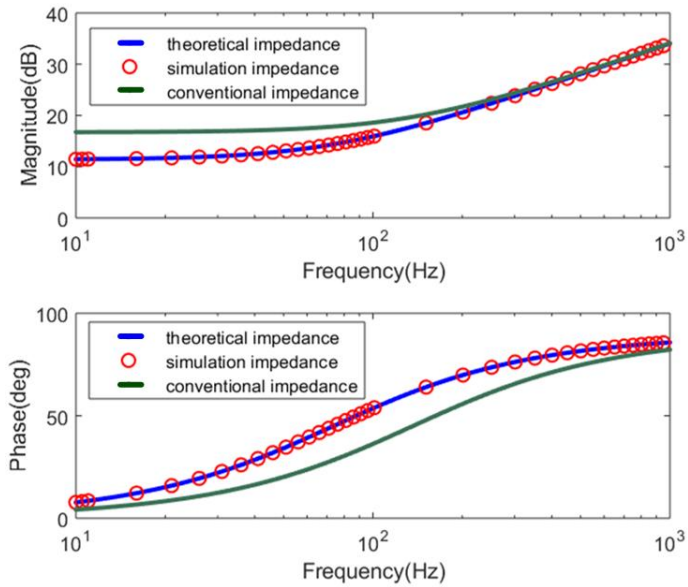 40
30
20
10
0
Magnitude(dB)
theoretical impedance
simulation impedance
conventional impedance
10^1
10^2
10^3
Frequency(Hz)
100
50
0
Phase(deg)
theoretical impedance
simulation impedance
conventional impedance
10^1
10^2
10^3
Frequency(Hz)